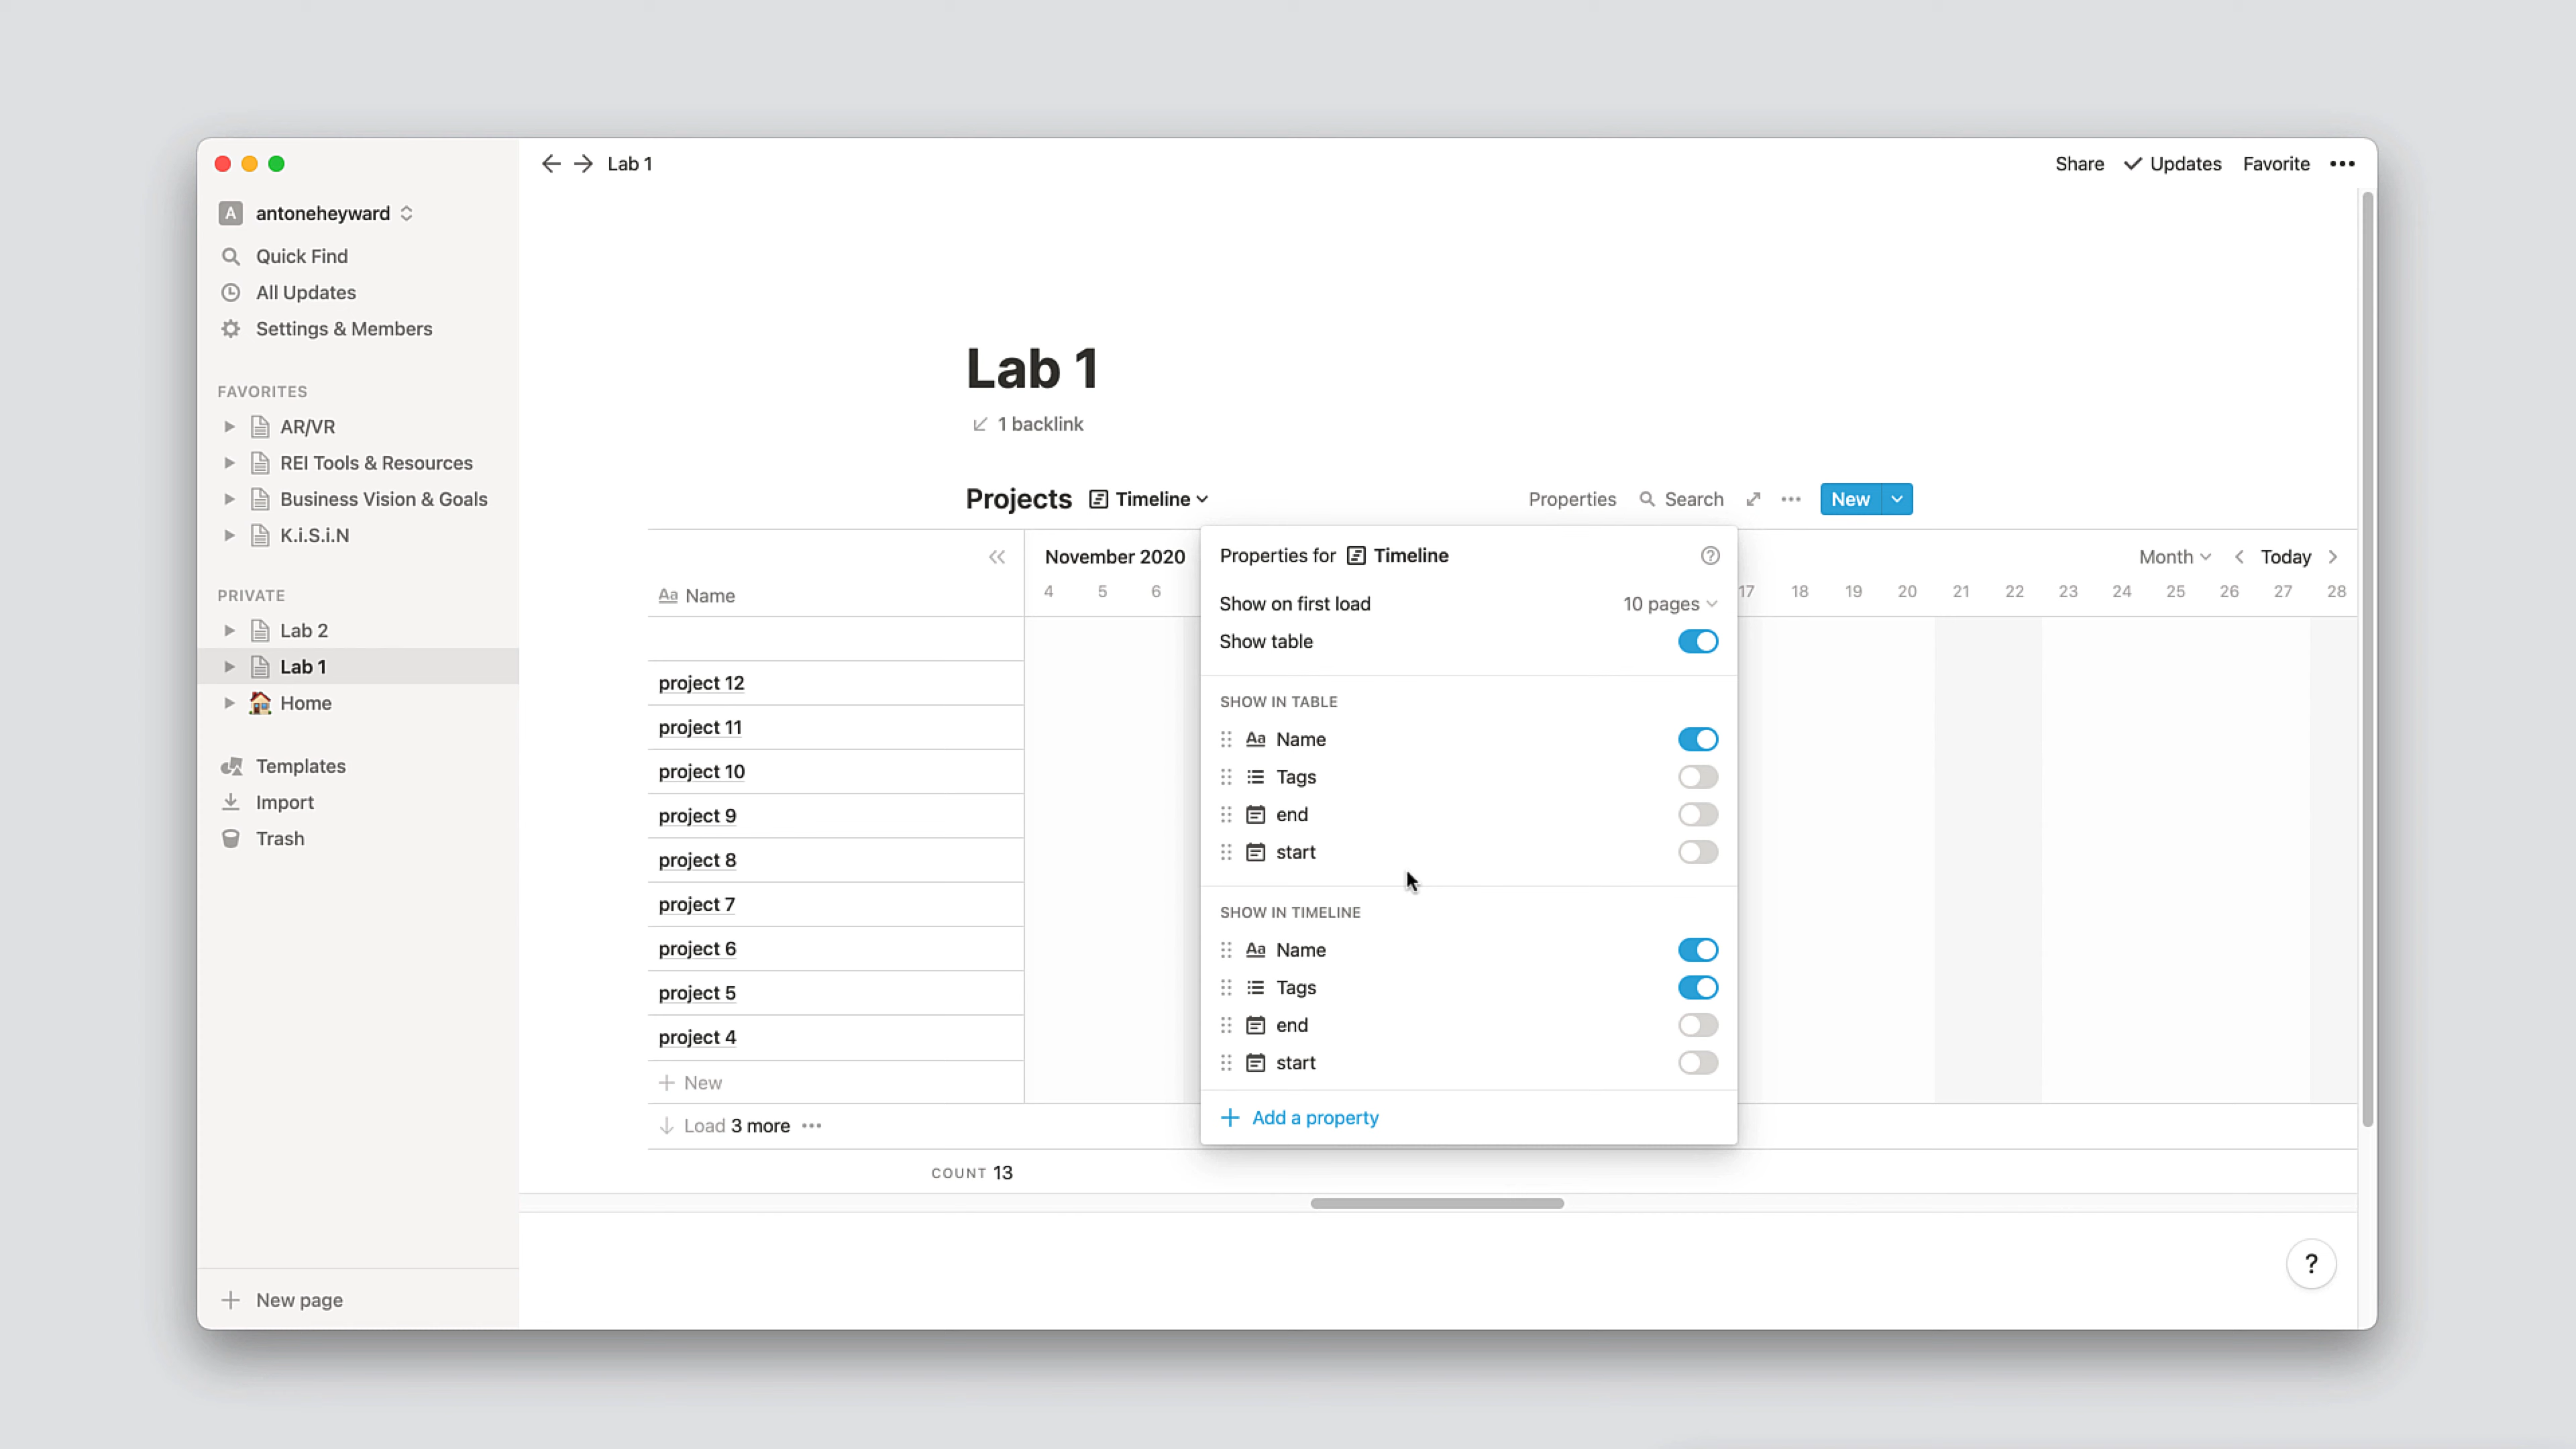 Lab 1
Share Updates Favorite
A antoneheyward
Quick Find
All Updates
Settings & Members
FAVORITES
AR/VR
REI Tools & Resources
Business Vision & Goals
K.i.S.i.N
PRIVATE
Lab 2
Lab 1
Home
Templates
Import
Trash
New page
Lab 1
1 backlink
Projects Timeline
Properties Search New
November 2020
Month Today
4 5 6
17 18 19 20 21 22 23 24 25 26 27 28
Aa Name
project 12
project 11
project 10
project 9
project 8
project 7
project 6
project 5
project 4
New
Load 3 more
COUNT 13
Properties for Timeline
Show on first load 10 pages
Show table
SHOW IN TABLE
Aa Name
Tags
end
start
SHOW IN TIMELINE
Aa Name
Tags
end
start
Add a property
?